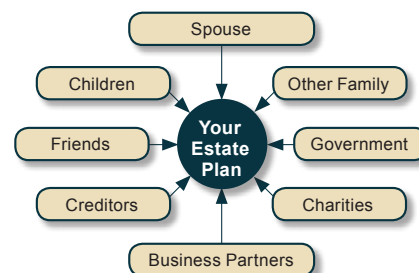 Spouse
Children
Other Family
Friends
Your
Estate
Plan
Government
Creditors
Charities
Business Partners